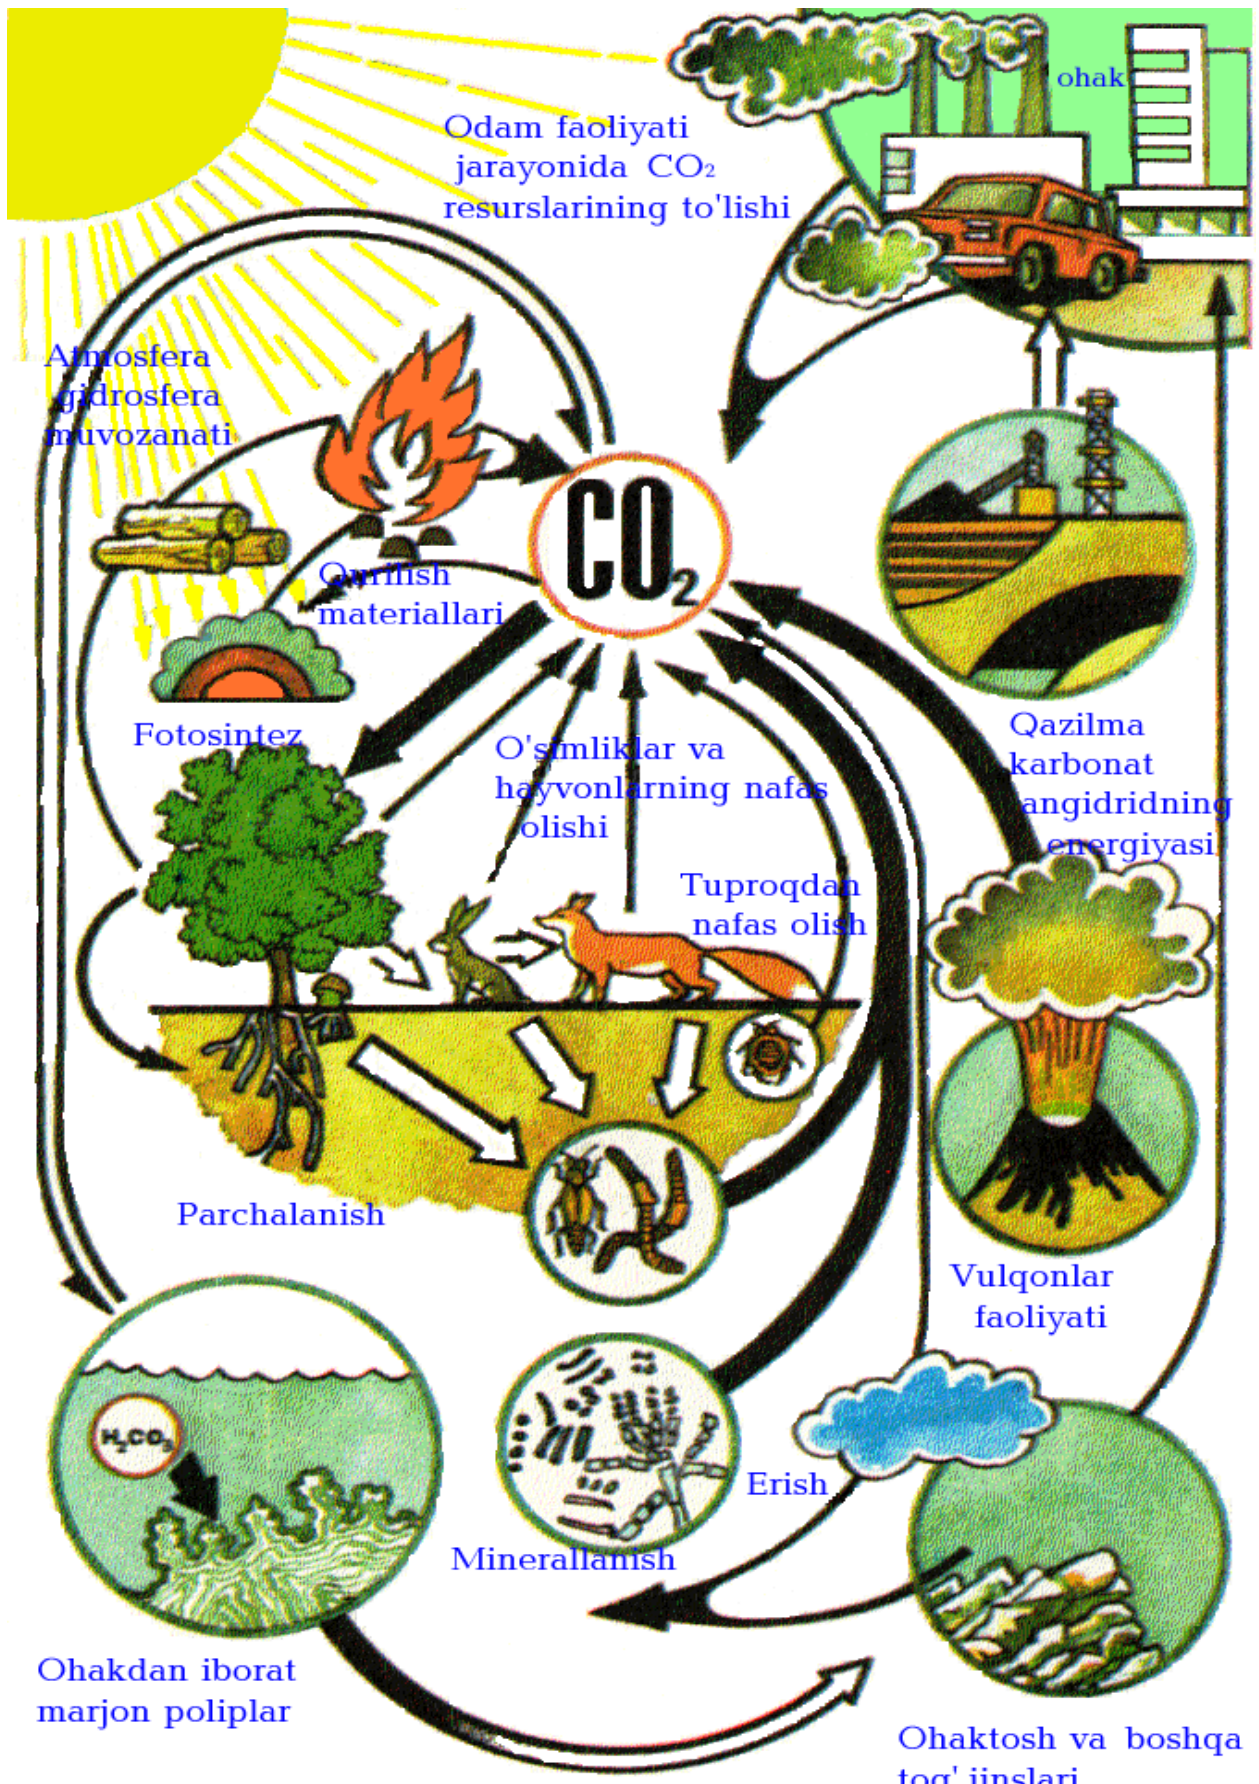 ohak
Odam faoliyati
jarayonida CO₂
resurslarining to'lishi
Atmosfera
gidrosfera
muvozanati
CO₂
Qurilish
materiallari
Fotosintez
O'simliklar va
hayvonlarning nafas
olishi
Qazilma
karbonat
angidridning
energiyasi
Tuproqdan
nafas olish
Parchalanish
Vulqonlar
faoliyati
H₂CO₃
Erish
Minerallanish
Ohakdan iborat
marjon poliplar
Ohaktosh va boshqa
tog' jinslari